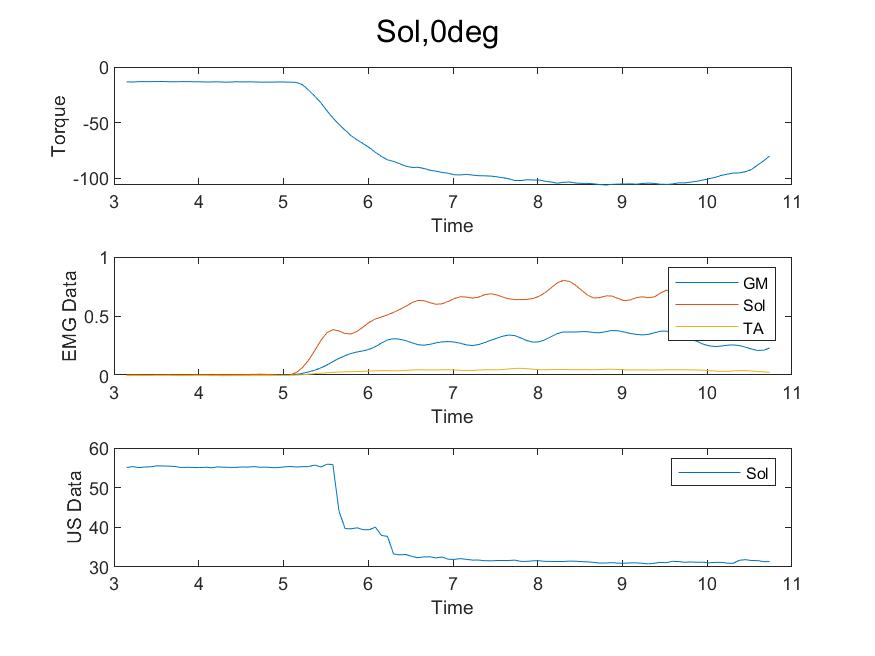 Sol,0deg
0
-50
-100
Torque
3 4 5 6 7 8 9 10 11
Time
1
0.5
0
EMG Data
GM
Sol
TA
3 4 5 6 7 8 9 10 11
Time
60
50
40
30
US Data
Sol
3 4 5 6 7 8 9 10 11
Time